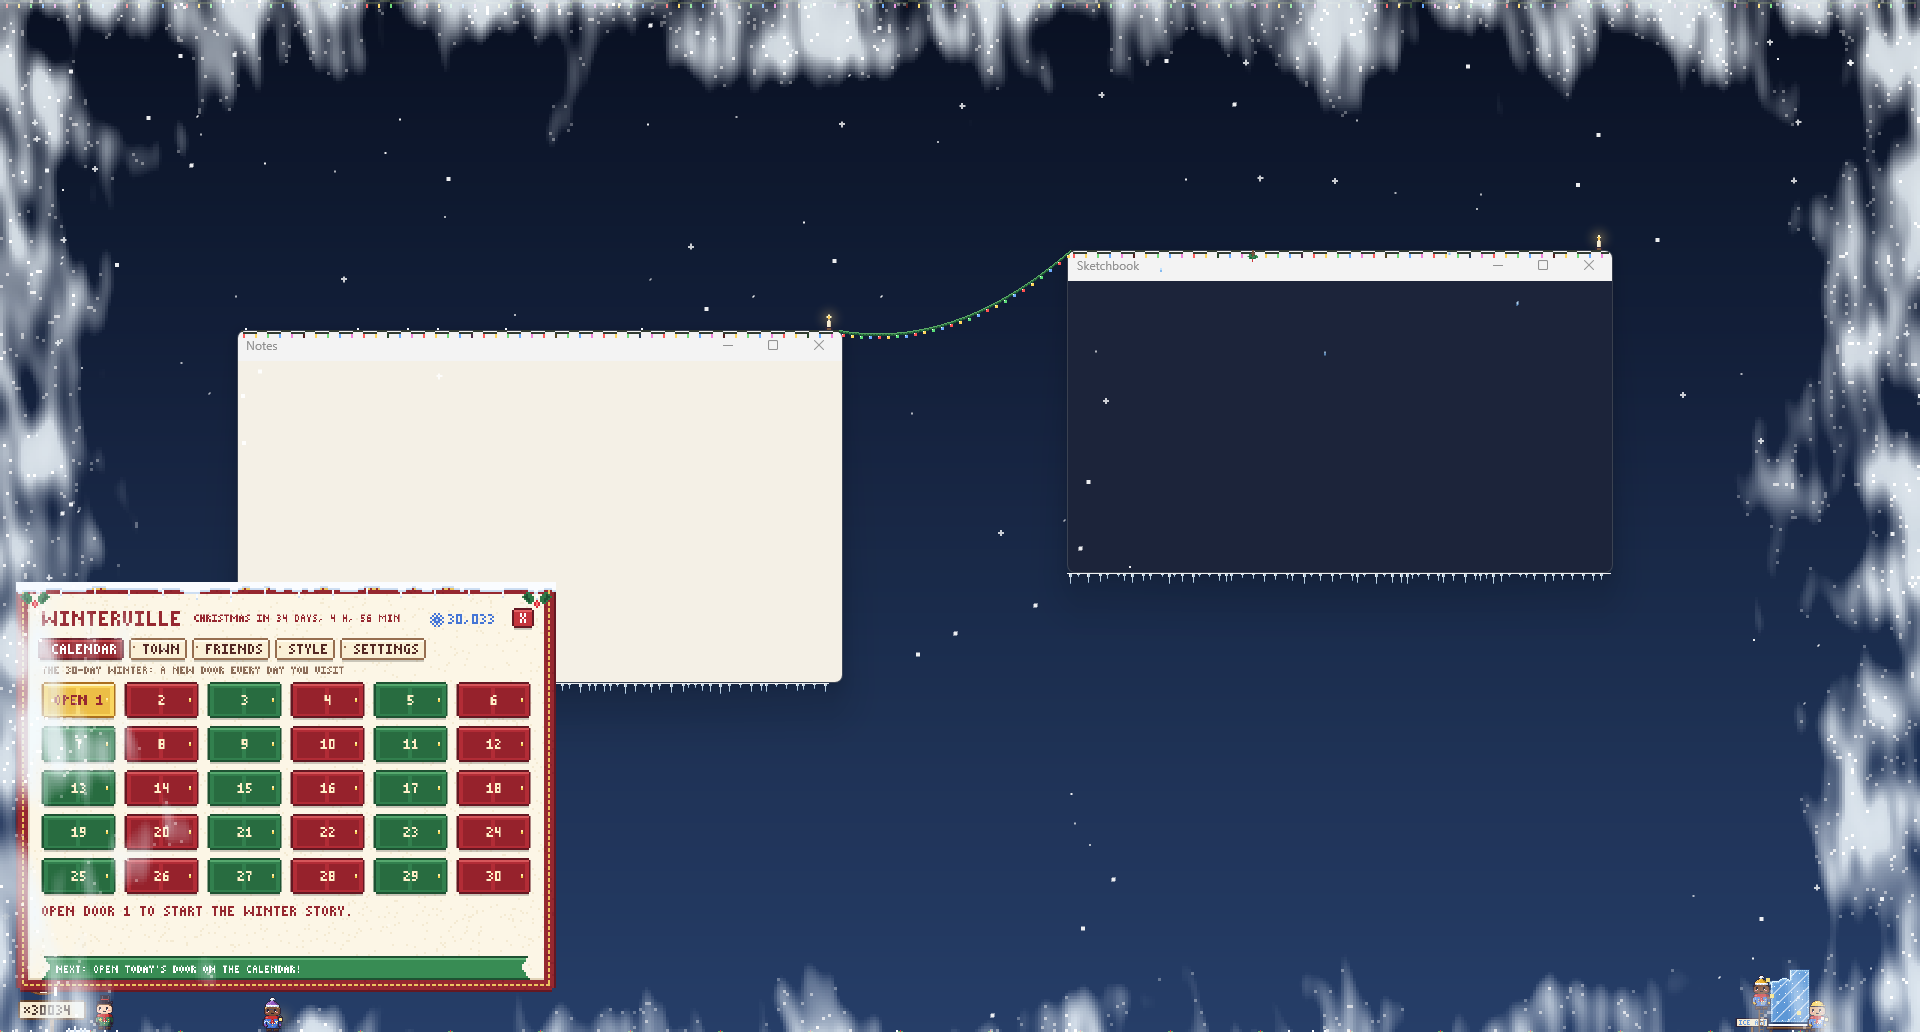 Sketchbook
Notes
WINTERVILLE
CHRISTMAS IN 34 DAYS, 4 H, 56 MIN
30,033
X
CALENDAR
TOWN
FRIENDS
STYLE
SETTINGS
THE 30-DAY WINTER: A NEW DOOR EVERY DAY YOU VISIT
OPEN 1 2 3 4 5 6
7 8 9 10 11 12
13 14 15 16 17 18
19 20 21 22 23 24
25 26 27 28 29 30
OPEN DOOR 1 TO START THE WINTER STORY.
NEXT: OPEN TODAY'S DOOR ON THE CALENDAR!
×30034